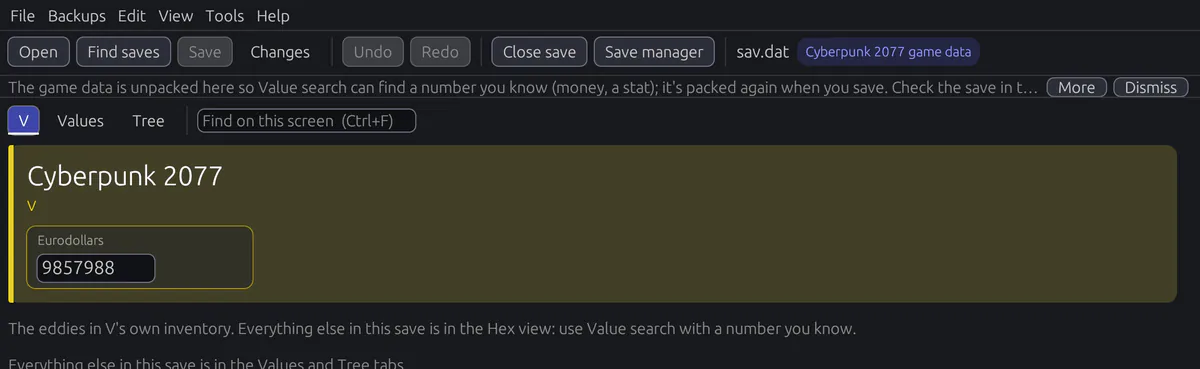 File Backups Edit View Tools Help
Open Find saves Save Changes Undo Redo Close save Save manager sav.dat Cyberpunk 2077 game data
The game data is unpacked here so Value search can find a number you know (money, a stat); it's packed again when you save. Check the save in t... More Dismiss
V Values Tree Find on this screen (Ctrl+F)
Cyberpunk 2077
V
Eurodollars
9857988
The eddies in V's own inventory. Everything else in this save is in the Hex view: use Value search with a number you know.
Everything else in this save is in the Values and Tree tabs.